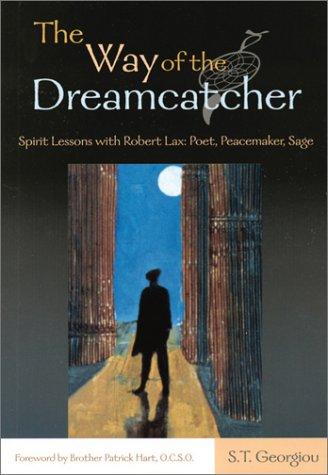 The
Way of the
Dreamcatcher
Spirit Lessons with Robert Lax: Poet, Peacemaker, Sage
Foreword by Brother Patrick Hart, O.C.S.O.
S.T. Georgiou